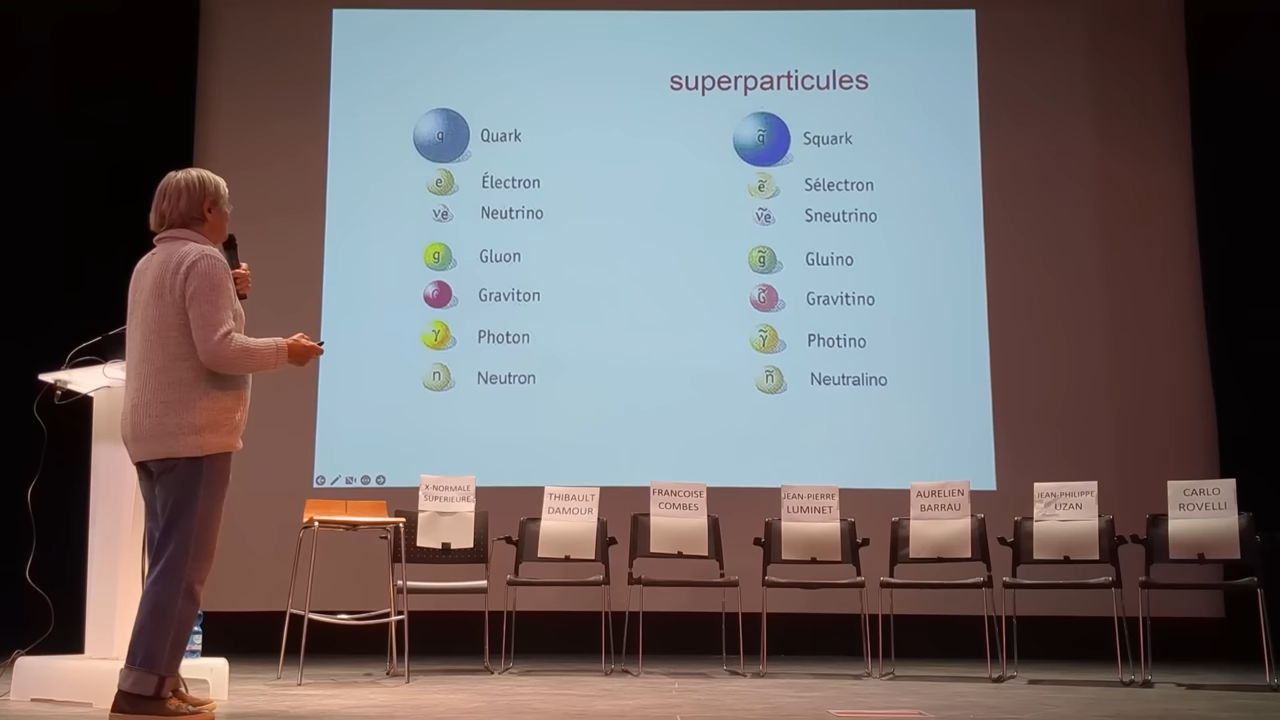 superparticules
q Quark
q̃ Squark
e Électron
ẽ Sélectron
νe Neutrino
ν̃e Sneutrino
g Gluon
g̃ Gluino
G Graviton
G̃ Gravitino
γ Photon
γ̃ Photino
n Neutron
ñ Neutralino
X-NORMALE
SUPERIEURE
THIBAULT
DAMOUR
FRANCOISE
COMBES
JEAN-PIERRE
LUMINET
AURELIEN
BARRAU
JEAN-PHILIPPE
UZAN
CARLO
ROVELLI